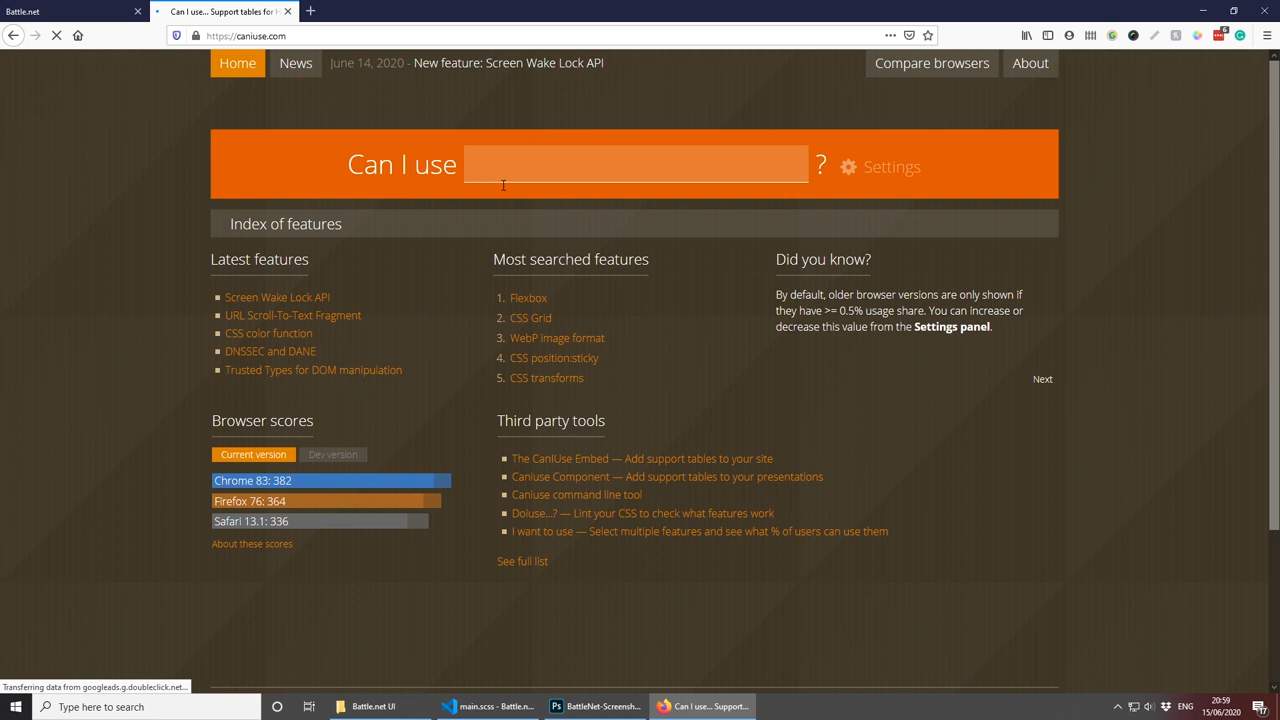 Battle.net
Can I use... Support tables for H
https://caniuse.com
6
Home
News
June 14, 2020 - New feature: Screen Wake Lock API
Compare browsers
About
Can I use
?
Settings
Index of features
Latest features
Screen Wake Lock API
URL Scroll-To-Text Fragment
CSS color function
DNSSEC and DANE
Trusted Types for DOM manipulation
Most searched features
1. Flexbox
2. CSS Grid
3. WebP image format
4. CSS position:sticky
5. CSS transforms
Did you know?
By default, older browser versions are only shown if
they have >= 0.5% usage share. You can increase or
decrease this value from the Settings panel.
Next
Browser scores
Current version
Dev version
Chrome 83: 382
Firefox 76: 364
Safari 13.1: 336
About these scores
Third party tools
The CanIUse Embed — Add support tables to your site
Caniuse Component — Add support tables to your presentations
Caniuse command line tool
Doiuse...? — Lint your CSS to check what features work
I want to use — Select multiple features and see what % of users can use them
See full list
Transferring data from googleads.g.doubleclick.net...
Type here to search
Battle.net UI
main.scss - Battle.n...
Ps
BattleNet-Screensh...
Can I use... Support...
ENG
20:59
15/06/2020
17